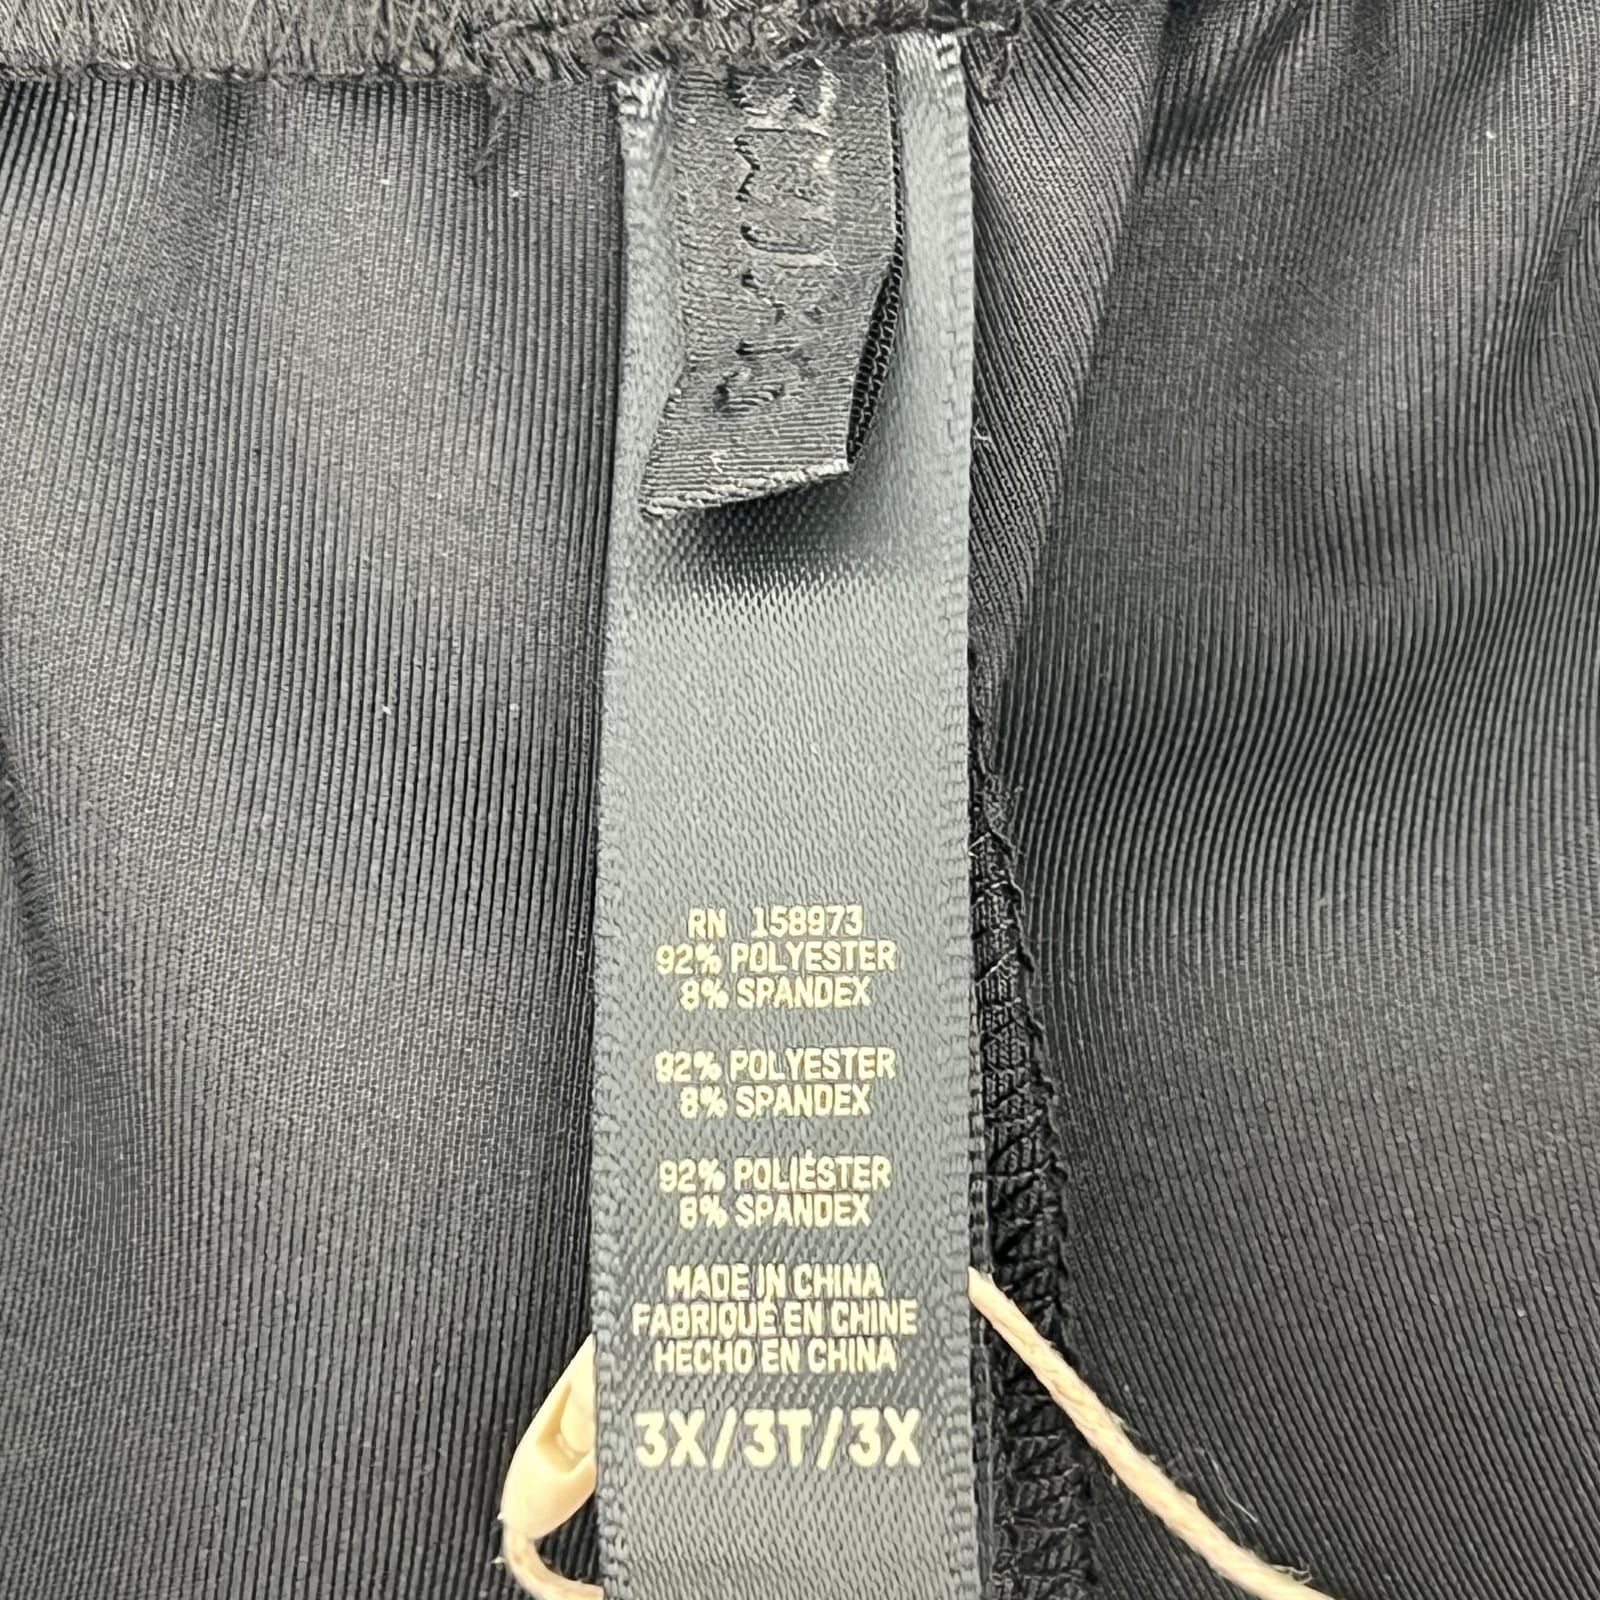 RN 158973
92% POLYESTER
8% SPANDEX
92% POLYESTER
8% SPANDEX
92% POLIÉSTER
8% SPANDEX
MADE IN CHINA
FABRIQUÉ EN CHINE
HECHO EN CHINA
3X/3T/3X